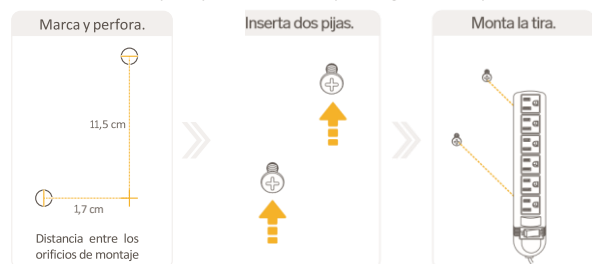 Marca y perfora.
Inserta dos pijas.
Monta la tira.
11,5 cm
1,7 cm
Distancia entre los
orificios de montaje